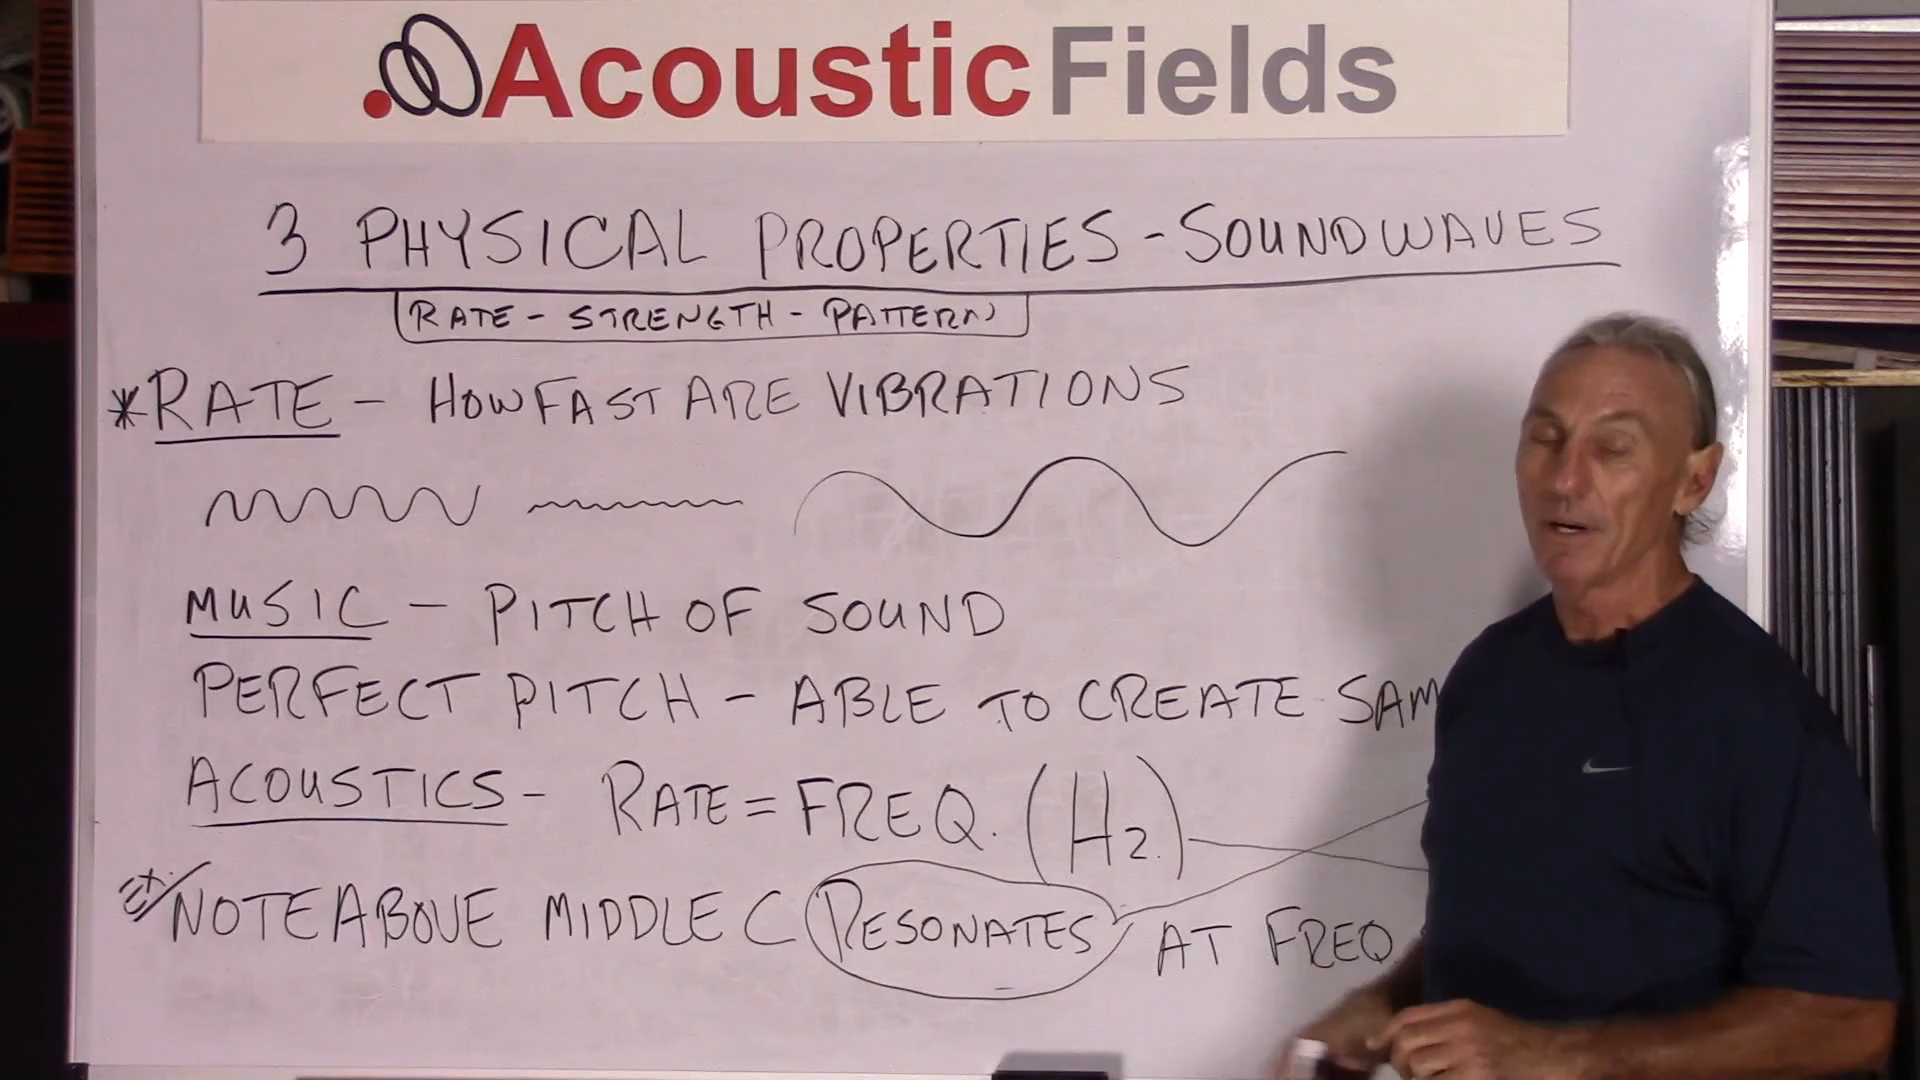 AcousticFields
3 PHYSICAL PROPERTIES - SOUNDWAVES
RATE - STRENGTH - PATTERN
*RATE - HOW FAST ARE VIBRATIONS
MUSIC - PITCH OF SOUND
PERFECT PITCH - ABLE TO CREATE SAM
ACOUSTICS - RATE = FREQ. (Hz.)
EX. NOTE ABOVE MIDDLE C RESONATES AT FREQ